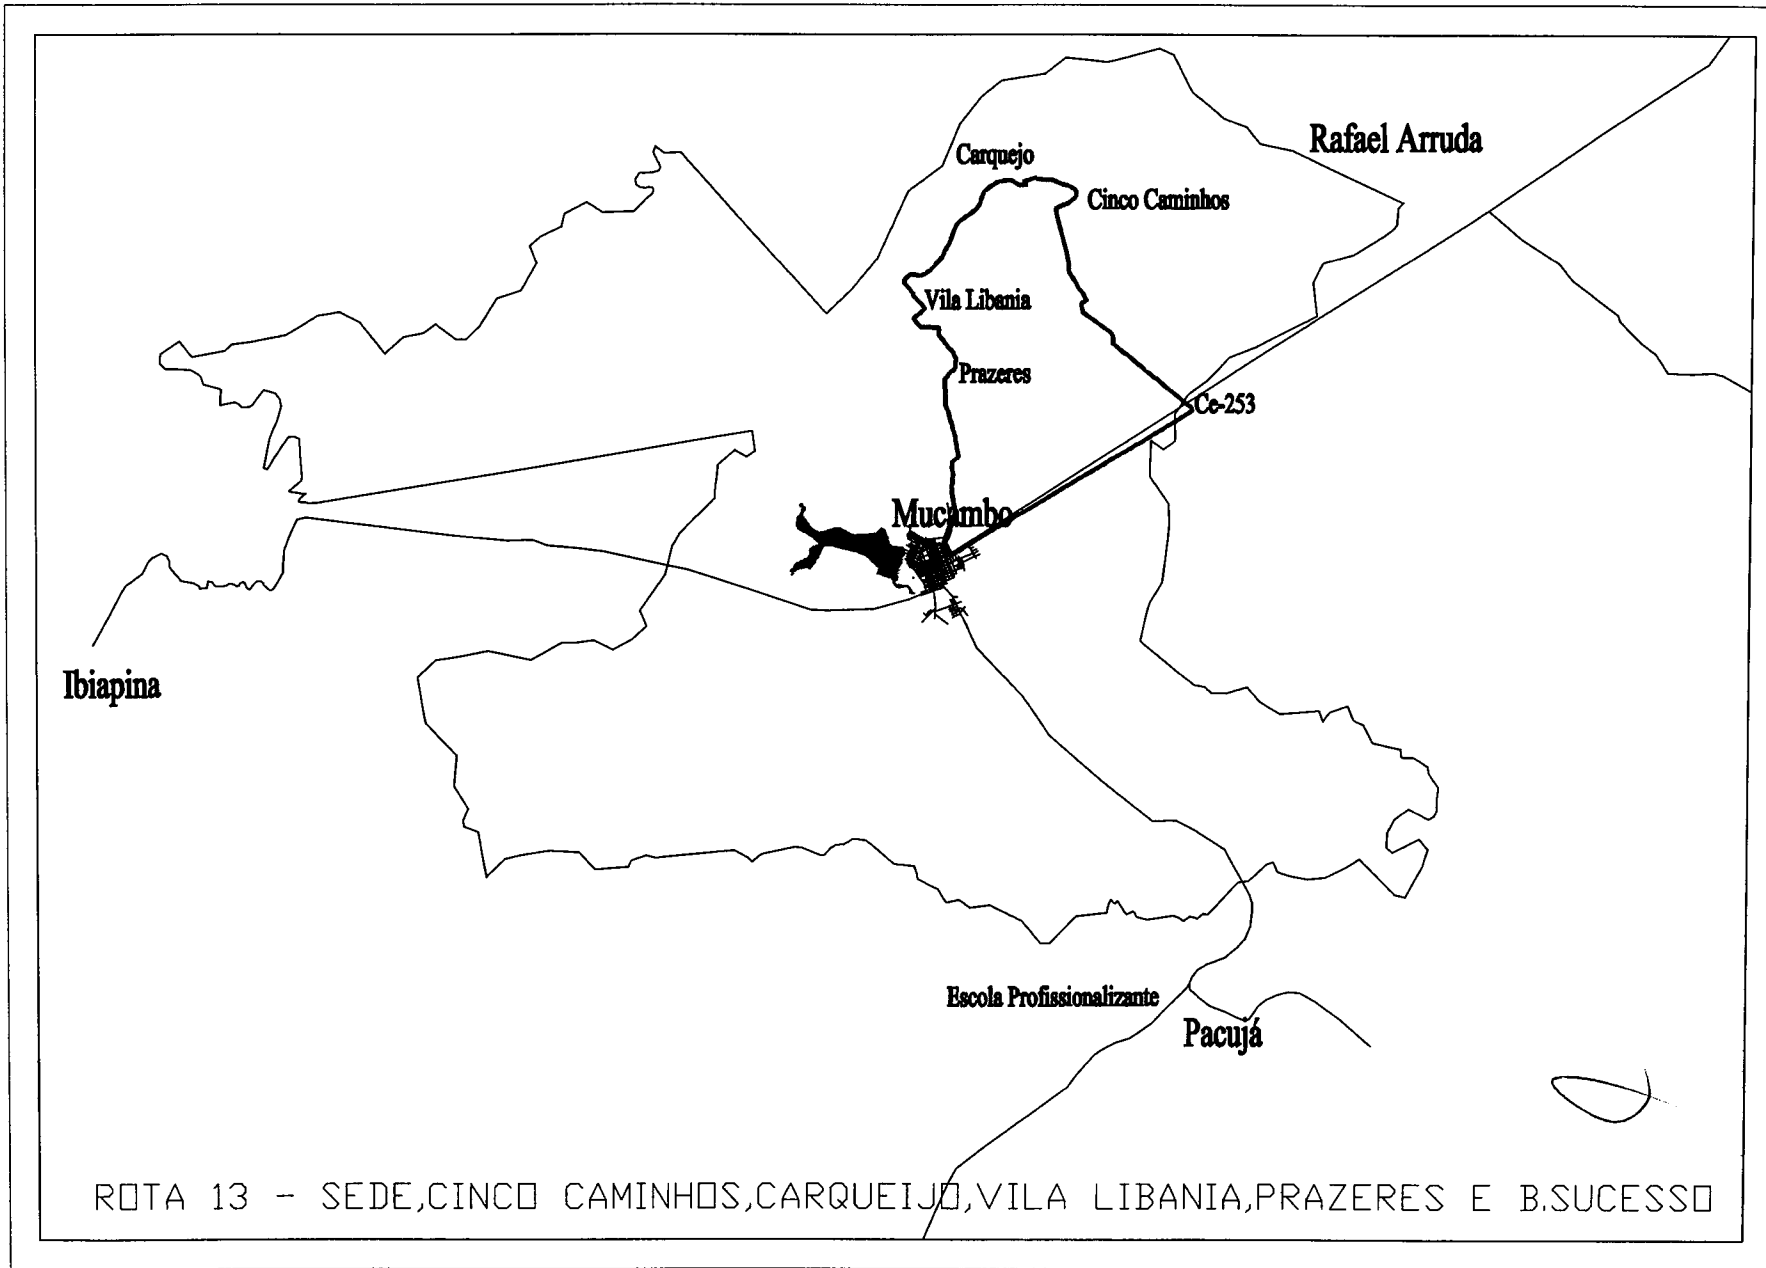 Rafael Arruda
Carquejo
Cinco Caminhos
Vila Libania
Prazeres
Ce-253
Mucambo
Ibiapina
Escola Profissionalizante
Pacujá
ROTA 13 - SEDE,CINCO CAMINHOS,CARQUEIJO,VILA LIBANIA,PRAZERES E B.SUCESSO